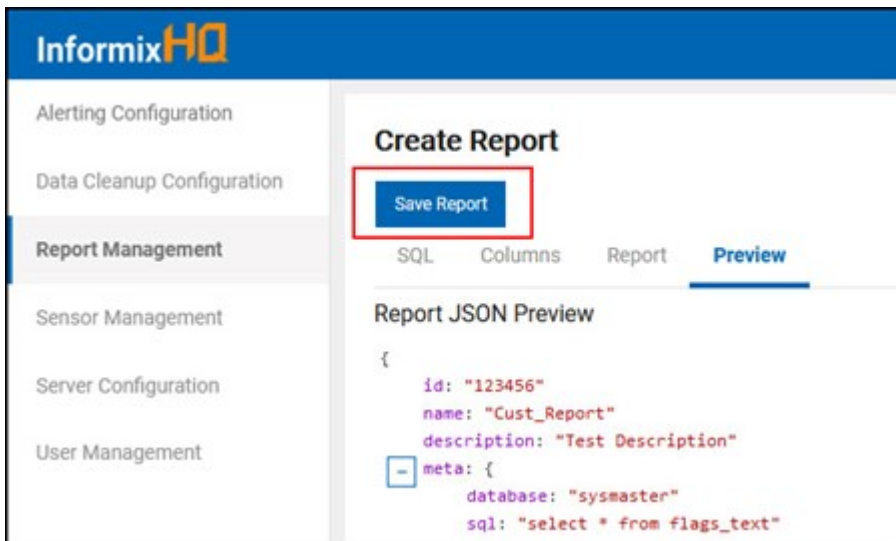 InformixHQ
Alerting Configuration
Data Cleanup Configuration
Report Management
Sensor Management
Server Configuration
User Management
Create Report
Save Report
SQL Columns Report Preview
Report JSON Preview
{
id: "123456"
name: "Cust_Report"
description: "Test Description"
− meta: {
database: "sysmaster"
sql: "select * from flags_text"